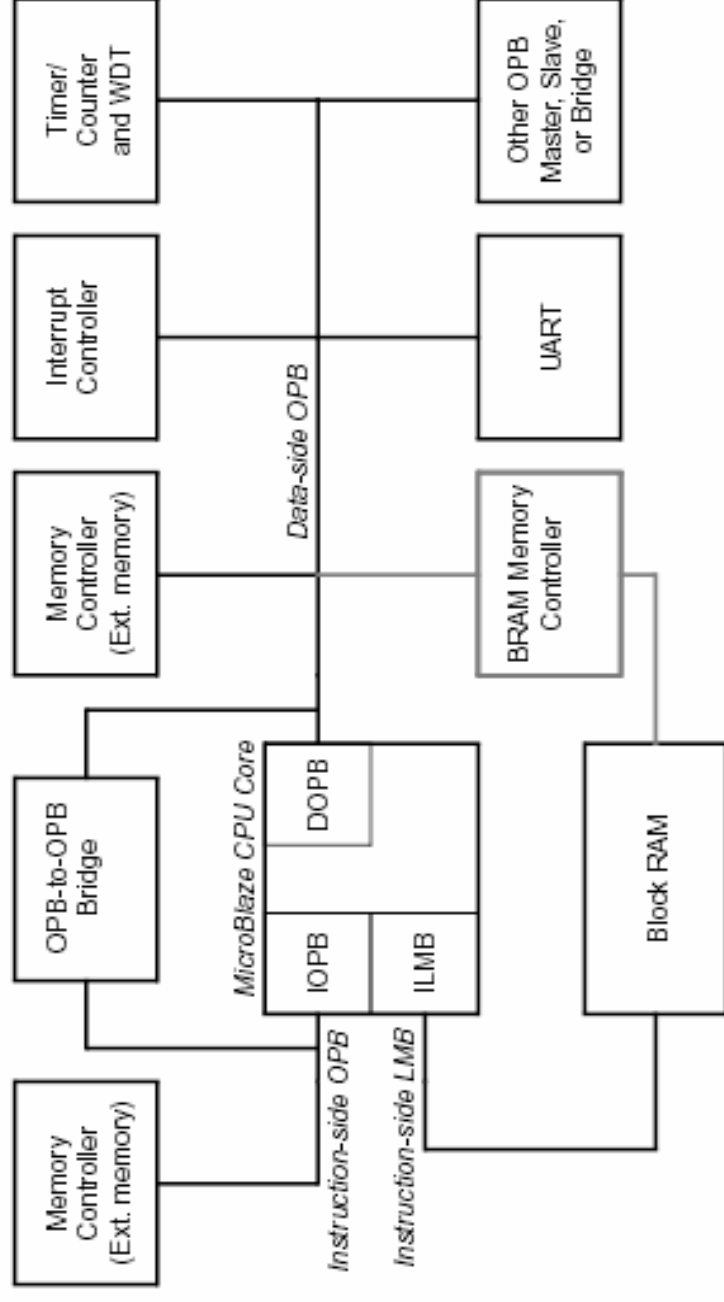 Memory
Controller
(Ext. memory)
OPB-to-OPB
Bridge
Memory
Controller
(Ext. memory)
Interrupt
Controller
Timer/
Counter
and WDT
MicroBlaze CPU Core
Data-side OPB
Instruction-side OPB
IOPB
DOPB
Instruction-side LMB
ILMB
BRAM Memory
Controller
UART
Other OPB
Master, Slave,
or Bridge
Block RAM